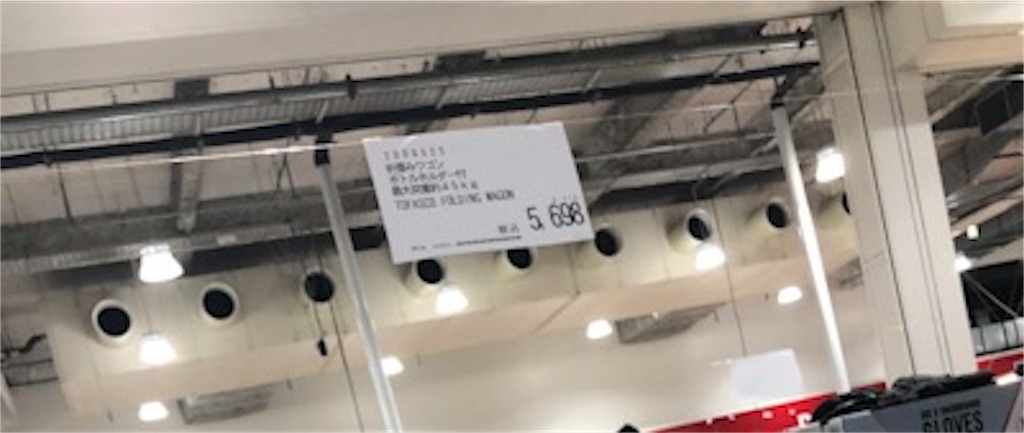 折畳みワゴン
ボトルホルダー付
最大荷重約45kg
TOFASCO FOLDING WAGON
税込 5,698
GLOVES